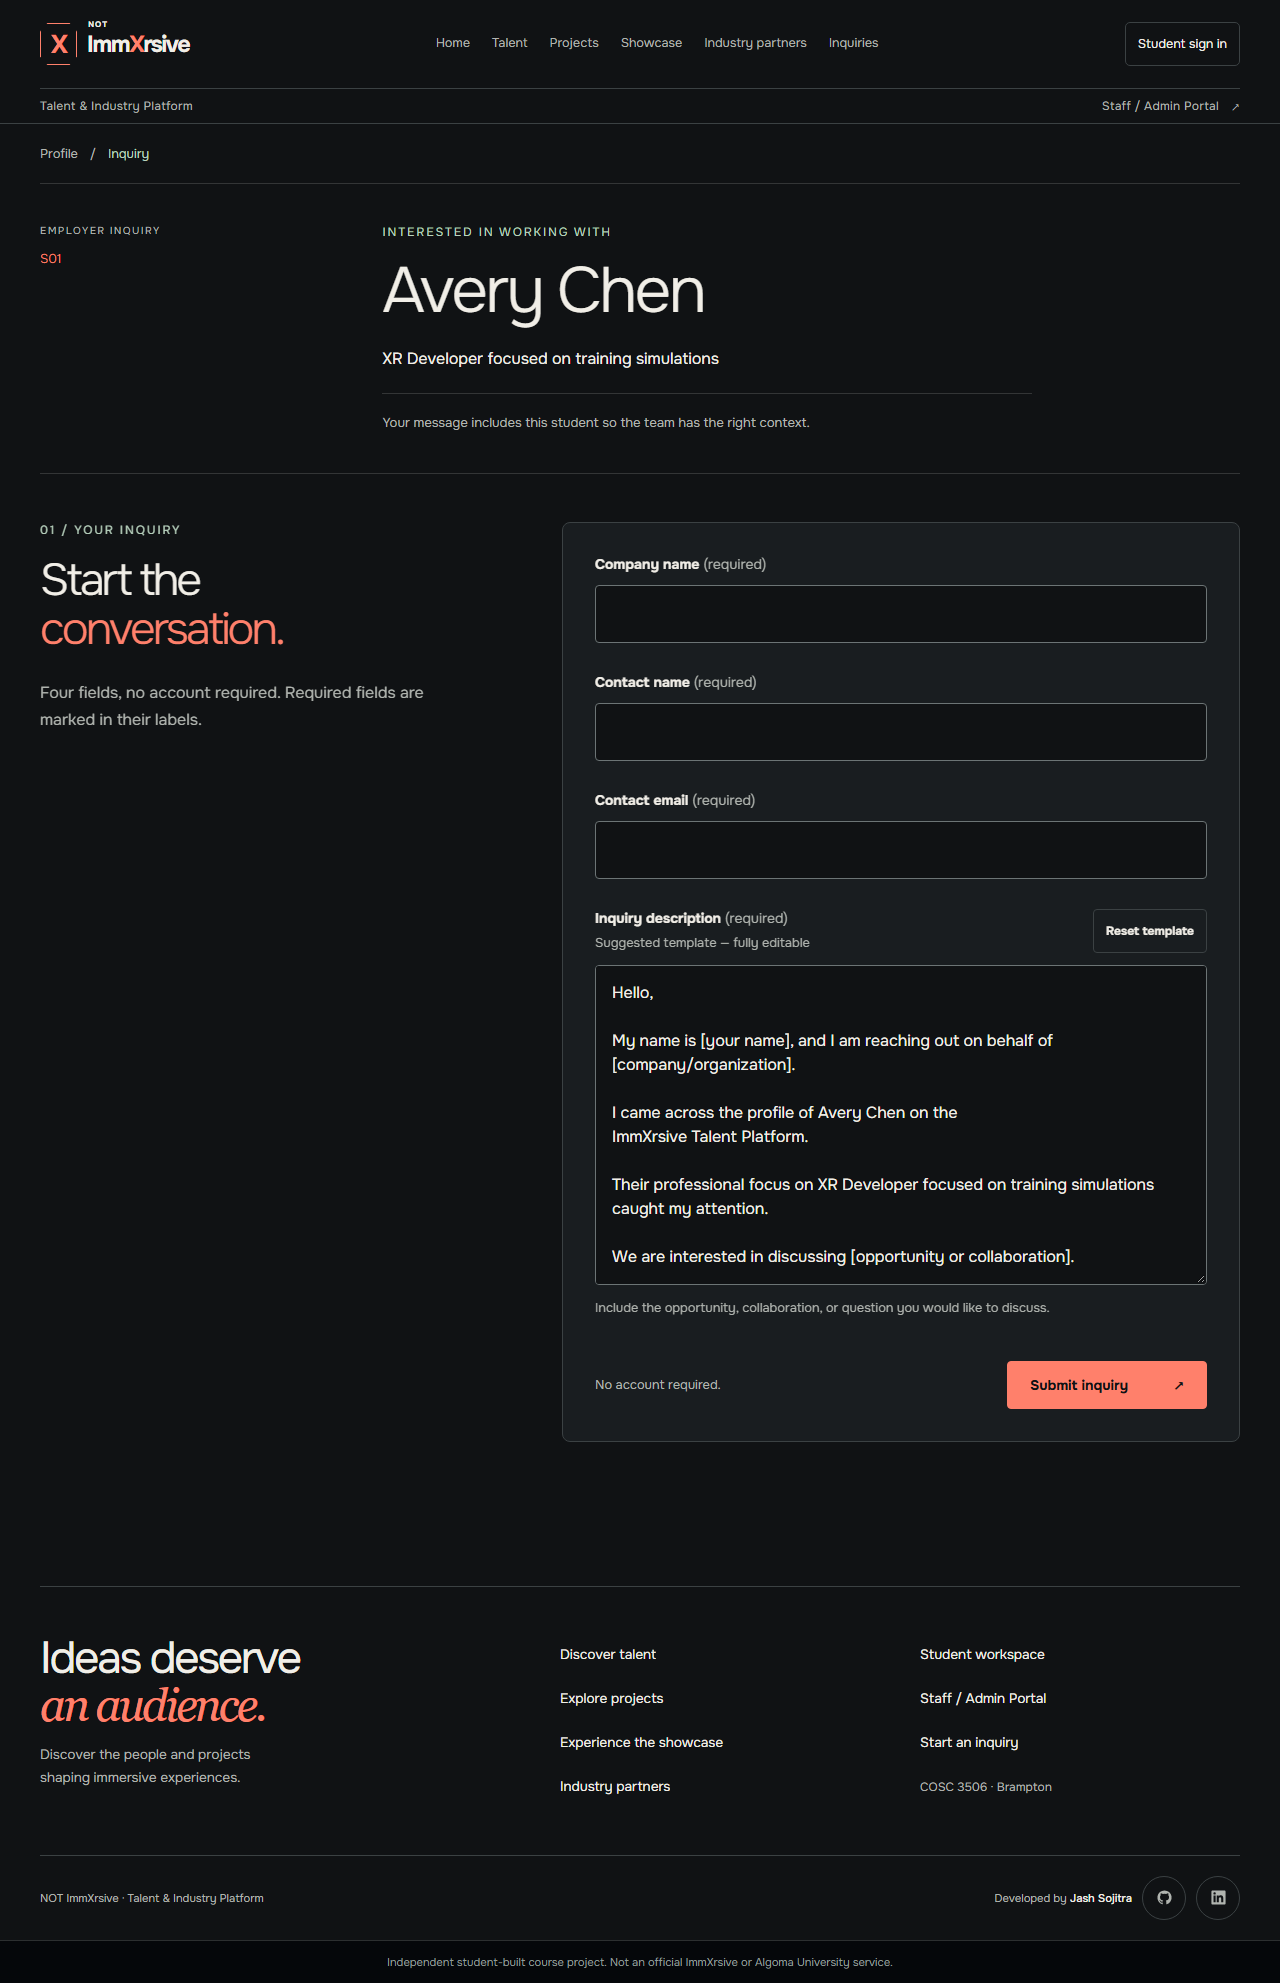 NOT
X ImmXrsive
Home
Talent
Projects
Showcase
Industry partners
Inquiries
Student sign in
Talent & Industry Platform
Staff / Admin Portal ↗
Profile / Inquiry
EMPLOYER INQUIRY
S01
INTERESTED IN WORKING WITH
Avery Chen
XR Developer focused on training simulations
Your message includes this student so the team has the right context.
01 / YOUR INQUIRY
Start the
conversation.
Four fields, no account required. Required fields are
marked in their labels.
Company name (required)
Contact name (required)
Contact email (required)
Inquiry description (required)
Suggested template — fully editable
Reset template
Hello,
My name is [your name], and I am reaching out on behalf of
[company/organization].
I came across the profile of Avery Chen on the
ImmXrsive Talent Platform.
Their professional focus on XR Developer focused on training simulations
caught my attention.
We are interested in discussing [opportunity or collaboration].
Include the opportunity, collaboration, or question you would like to discuss.
No account required.
Submit inquiry ↗
Ideas deserve
an audience.
Discover the people and projects
shaping immersive experiences.
Discover talent
Explore projects
Experience the showcase
Industry partners
Student workspace
Staff / Admin Portal
Start an inquiry
COSC 3506 · Brampton
NOT ImmXrsive · Talent & Industry Platform
Developed by Jash Sojitra
Independent student-built course project. Not an official ImmXrsive or Algoma University service.